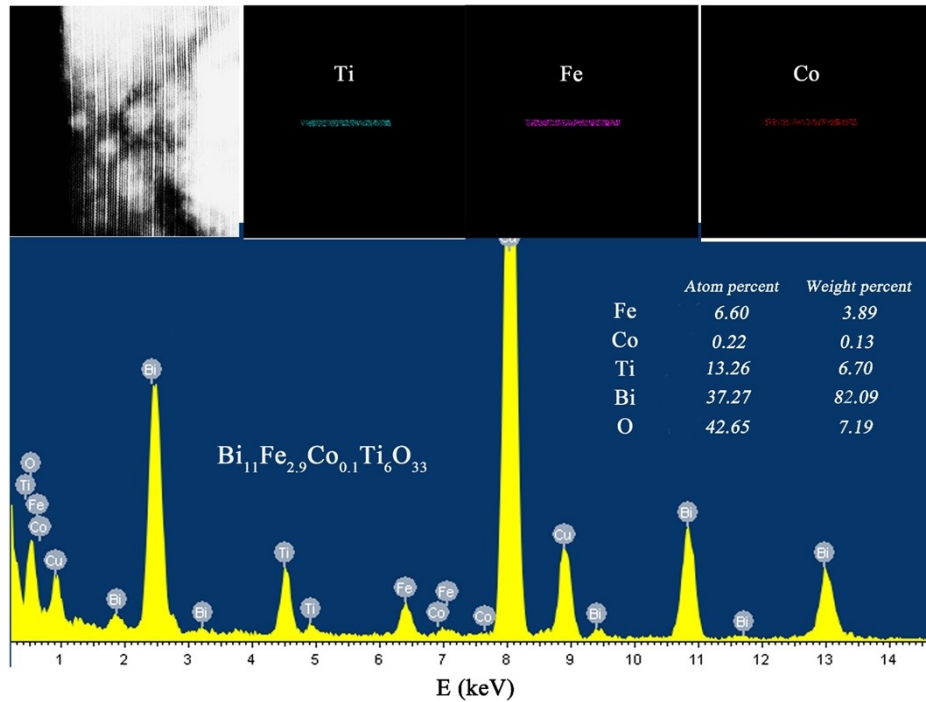 Ti Fe Co
Cu
Atom percent Weight percent
Fe 6.60 3.89
Co 0.22 0.13
Ti 13.26 6.70
Bi 37.27 82.09
O 42.65 7.19
Bi
Bi₁₁Fe₂.₉Co₀.₁Ti₆O₃₃
O
Ti
Fe
Co
Cu
Bi
Bi
Ti
Ti
Fe
Fe
Co
Co
Cu
Bi
Bi
Bi
Bi
1 2 3 4 5 6 7 8 9 10 11 12 13 14
E (keV)